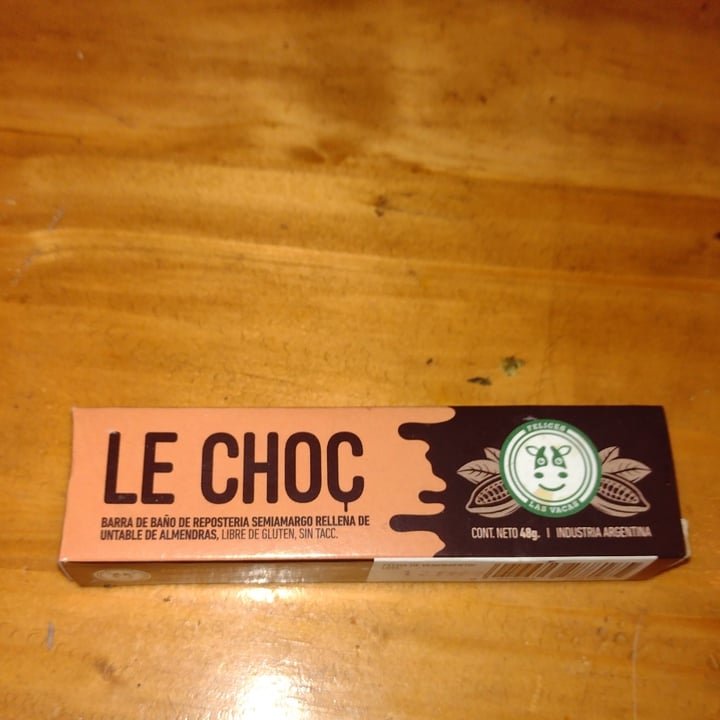 LE CHOÇ
BARRA DE BAÑO DE REPOSTERIA SEMIAMARGO RELLENA DE
UNTABLE DE ALMENDRAS, LIBRE DE GLUTEN, SIN TACC.
FELICES
LAS VACAS
CONT. NETO 48g. | INDUSTRIA ARGENTINA